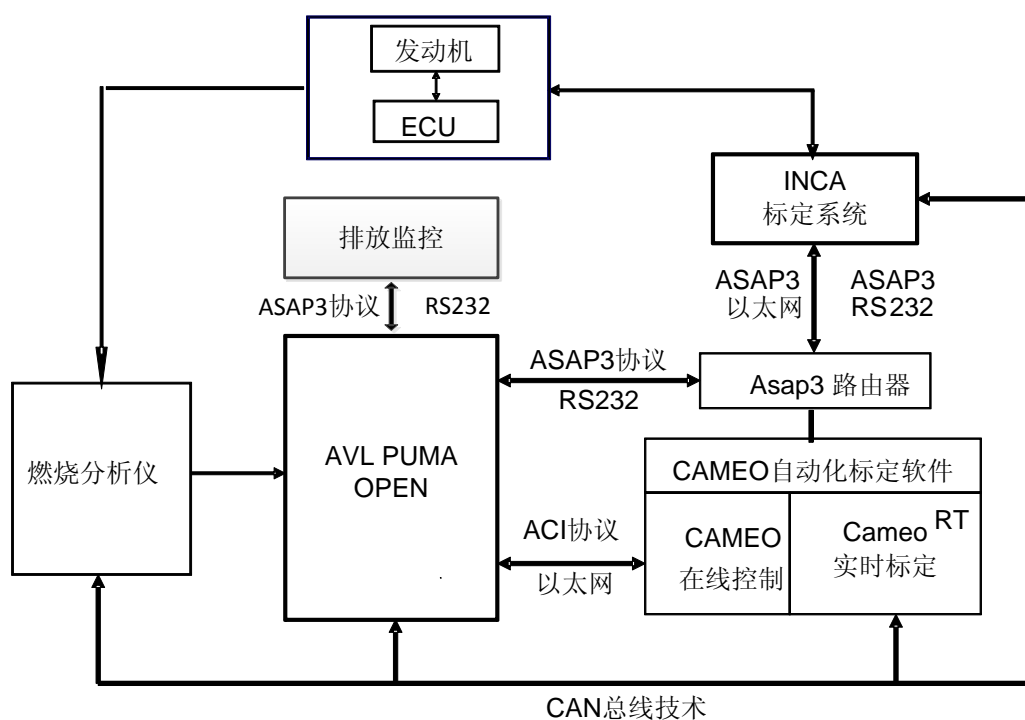 发动机
ECU
INCA
标定系统
排放监控
ASAP3协议
RS232
ASAP3
以太网
ASAP3
RS232
ASAP3协议
RS232
Asap3 路由器
燃烧分析仪
AVL PUMA
OPEN
CAMEO自动化标定软件
ACI协议
以太网
CAMEO
在线控制
Cameo RT
实时标定
CAN总线技术